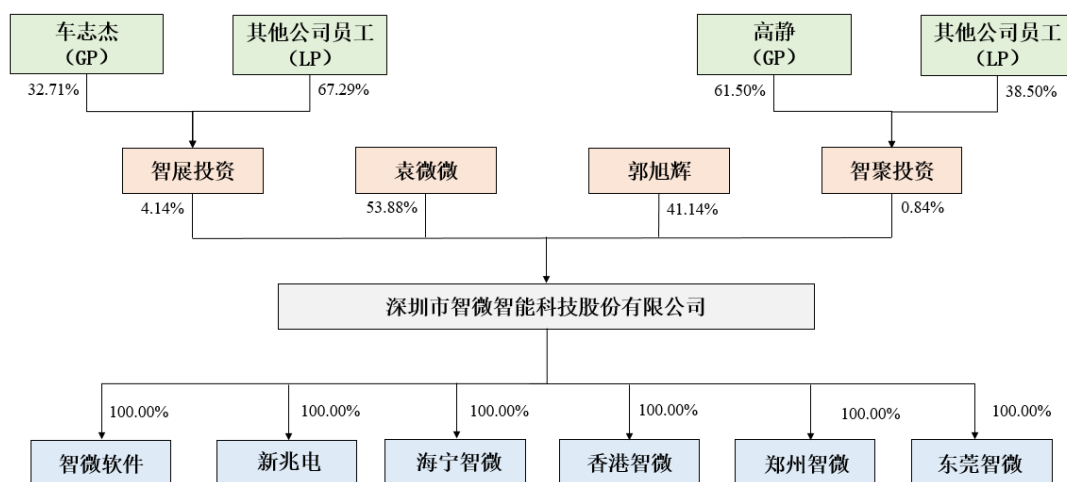 车志杰
（GP）
其他公司员工
（LP）
高静
（GP）
其他公司员工
（LP）
32.71%
67.29%
61.50%
38.50%
智展投资
袁微微
郭旭辉
智聚投资
4.14%
53.88%
41.14%
0.84%
深圳市智微智能科技股份有限公司
100.00%
100.00%
100.00%
100.00%
100.00%
100.00%
智微软件
新兆电
海宁智微
香港智微
郑州智微
东莞智微